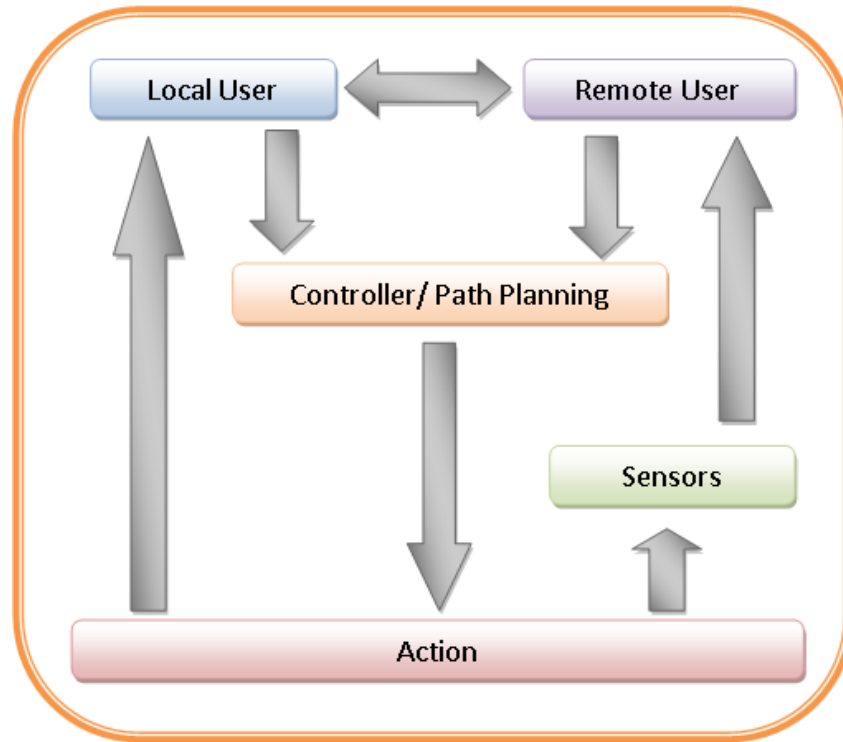 Local User
Remote User
Controller/ Path Planning
Sensors
Action